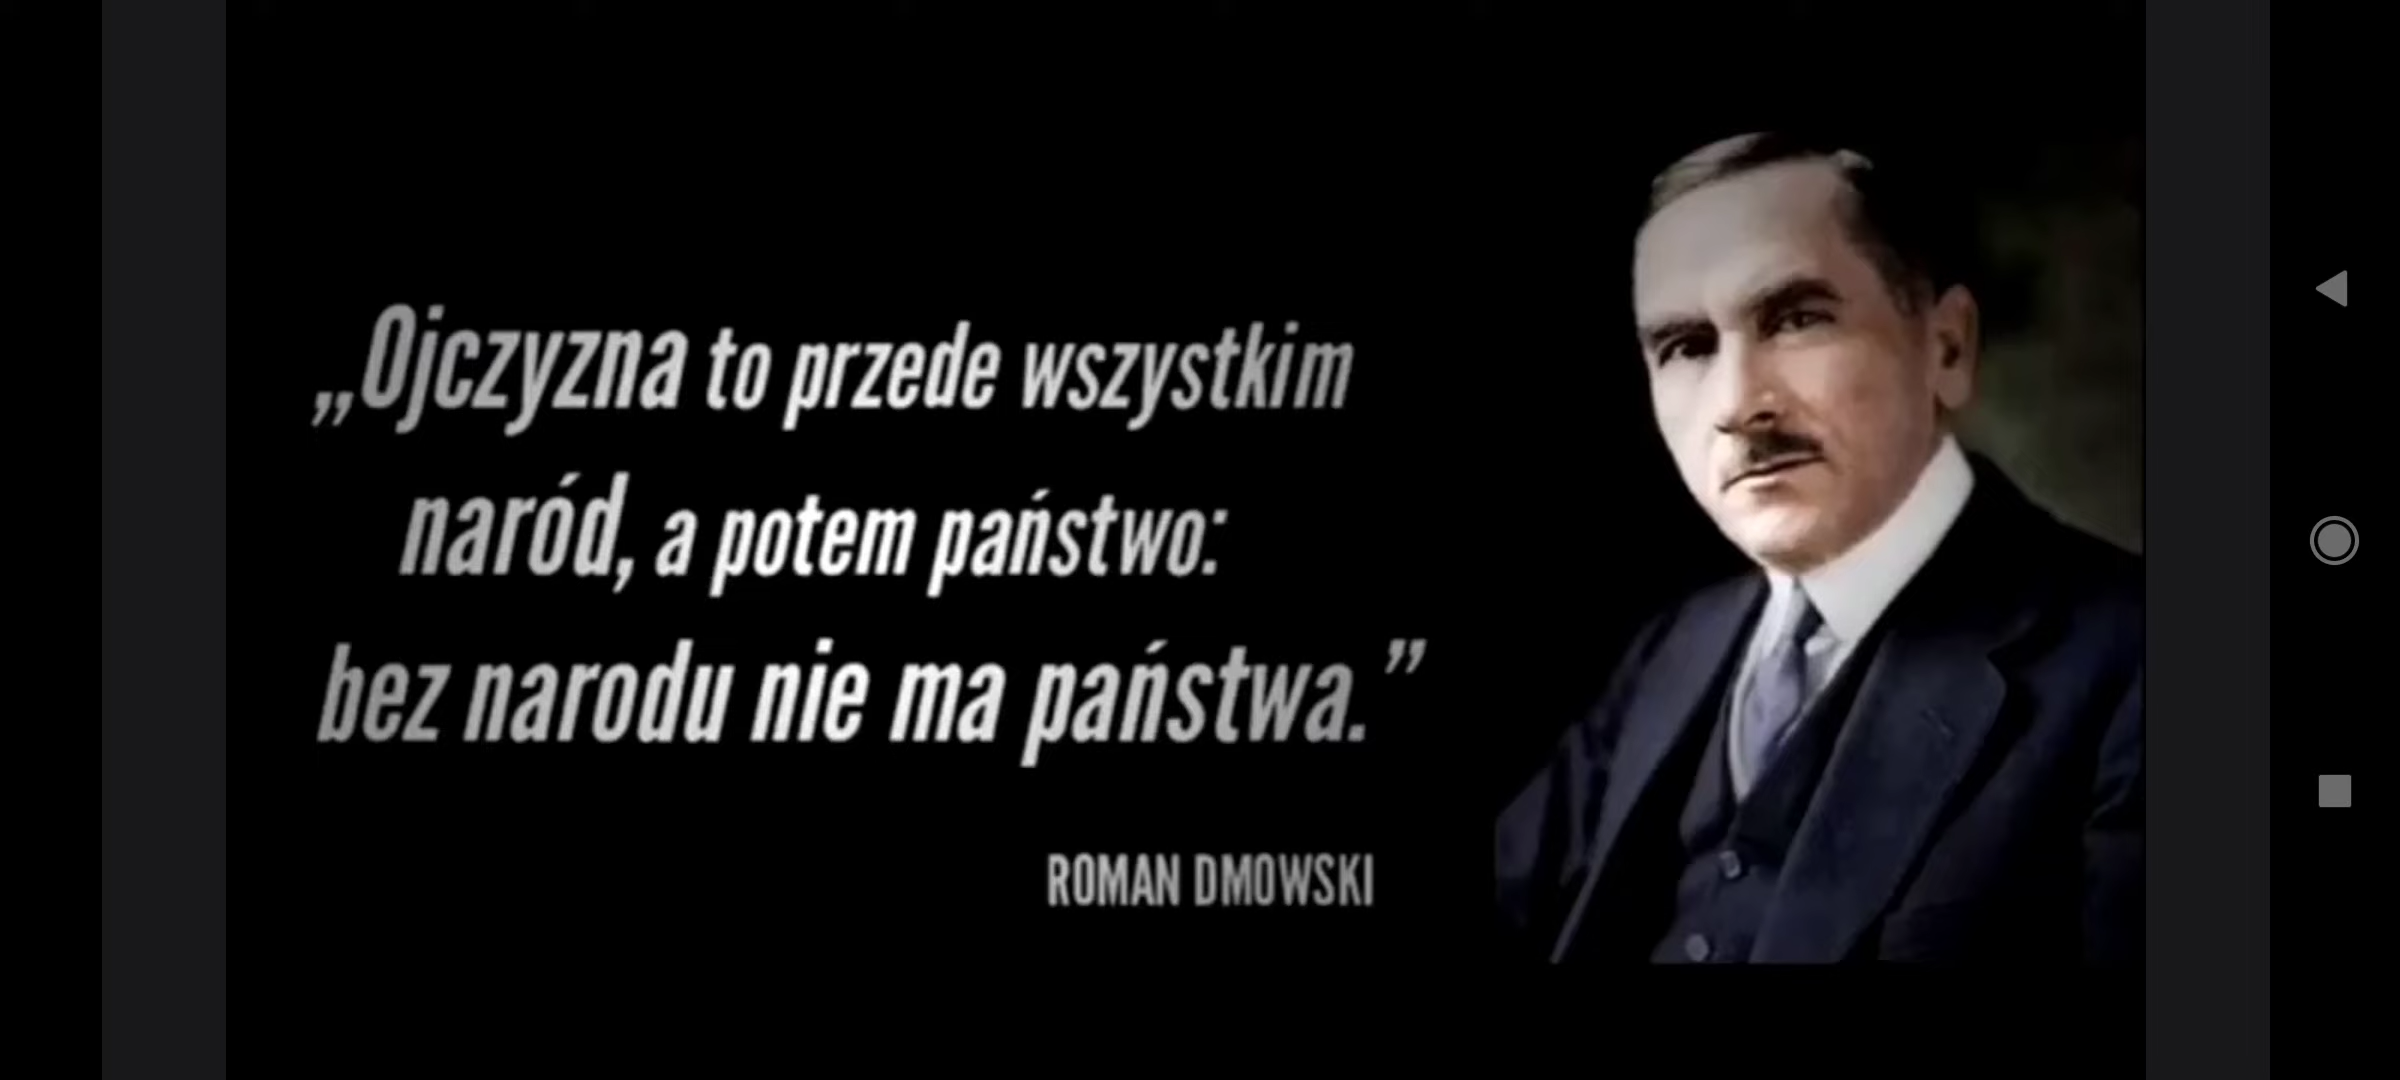 „Ojczyzna to przede wszystkim
naród, a potem państwo:
bez narodu nie ma państwa.”
ROMAN DMOWSKI